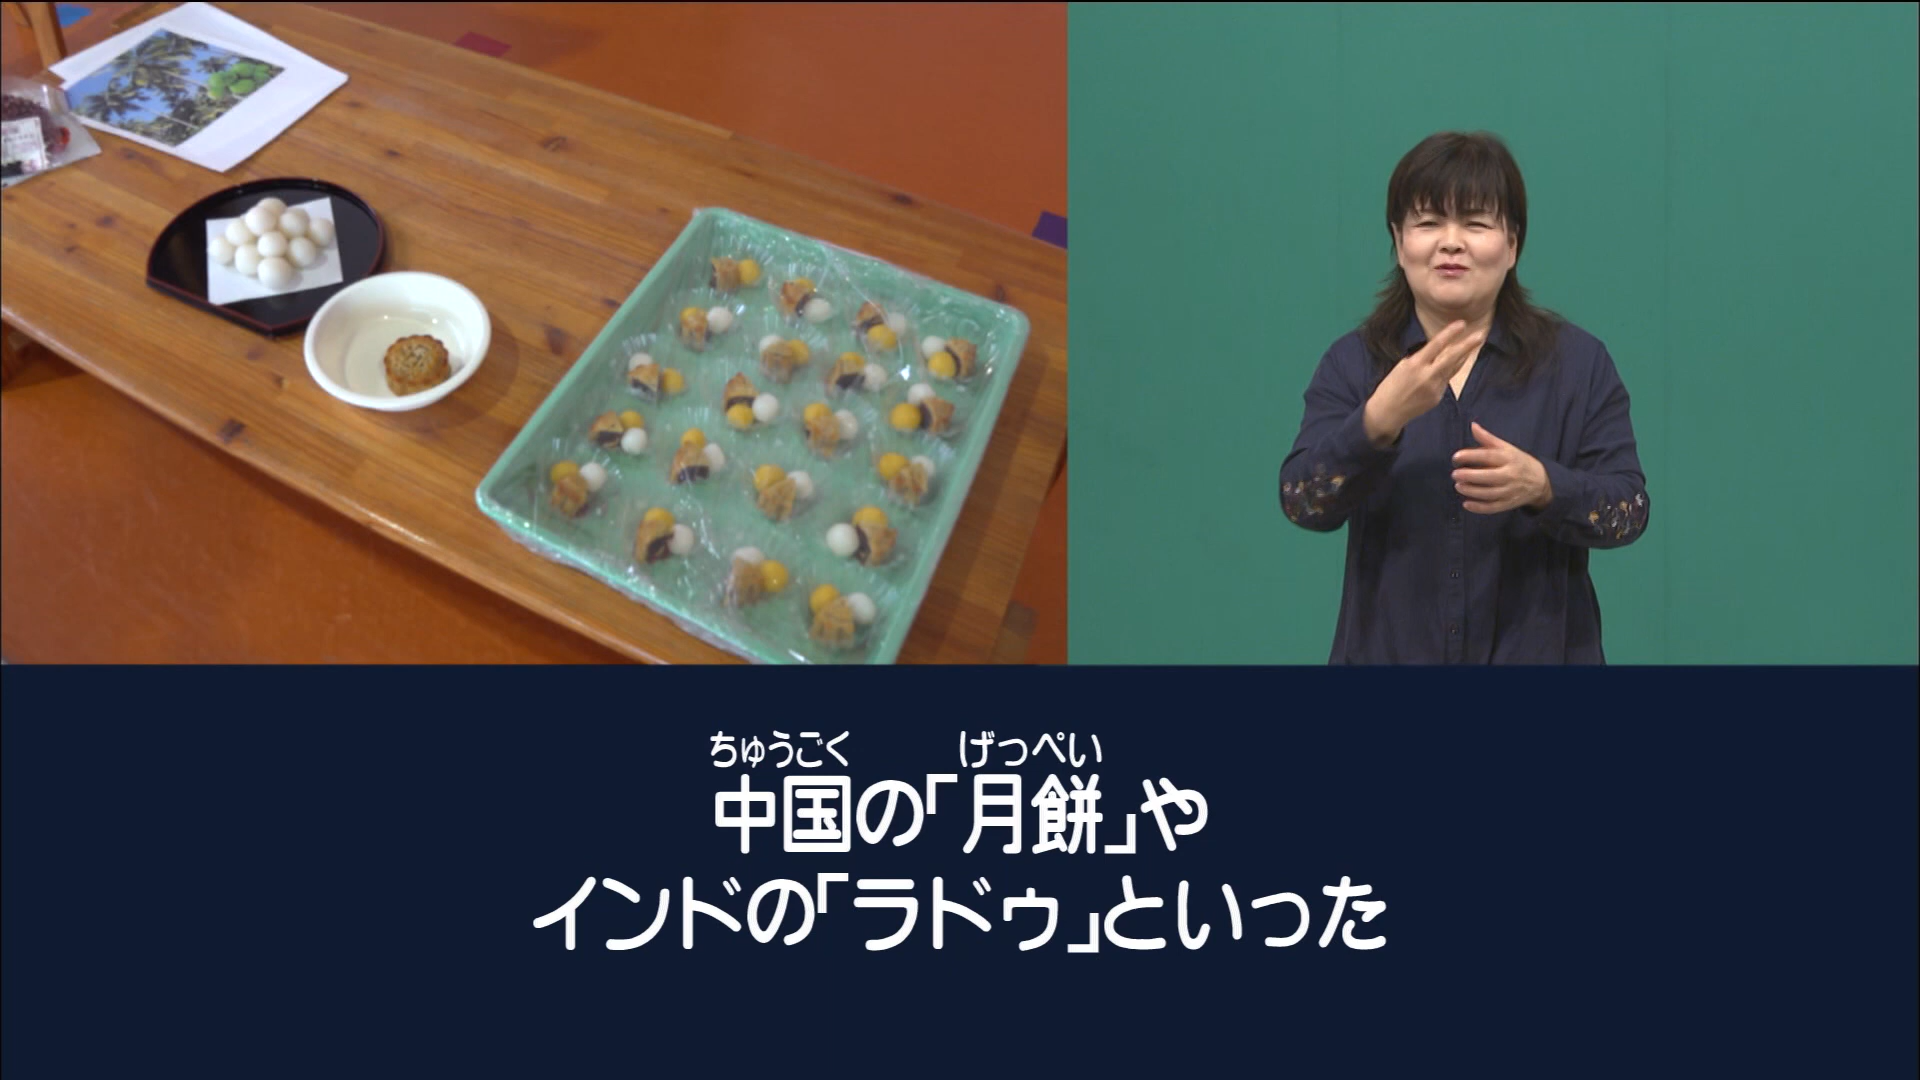 ちゅうごく げっぺい
中国の「月餅」や
インドの「ラドゥ」といった